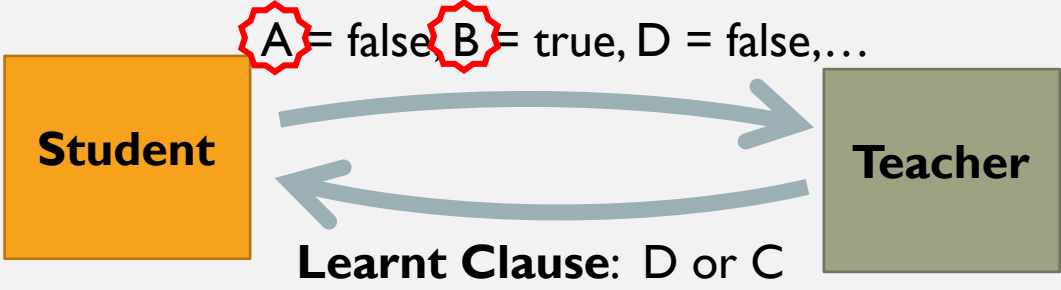 A = false, B = true, D = false,...
Student
Teacher
Learnt Clause: D or C